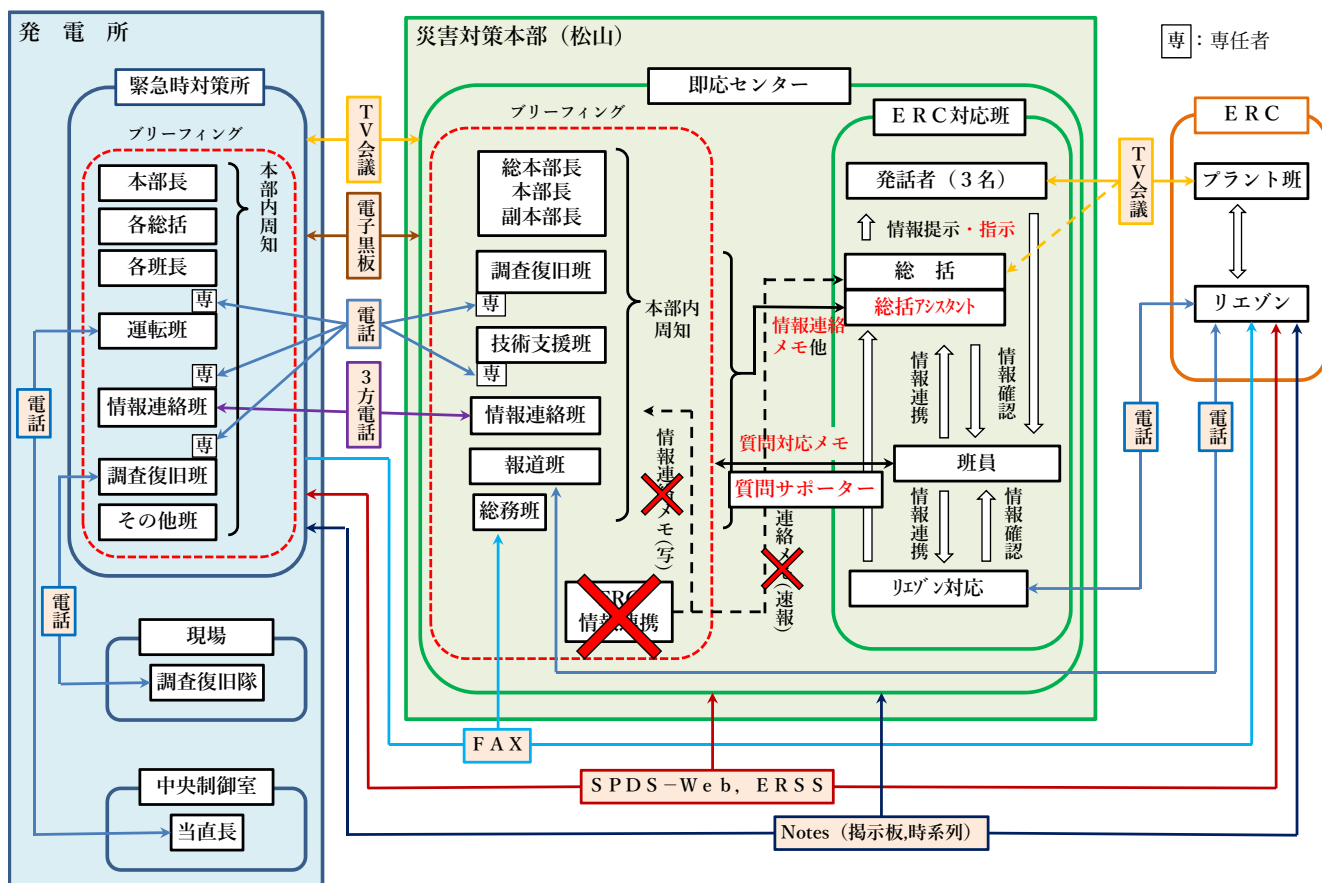 発 電 所
緊急時対策所
ブリーフィング
本部長
各総括
各班長
専
運転班
専
情報連絡班
専
調査復旧班
その他班
本部内周知
電話
電話
現場
調査復旧隊
中央制御室
当直長
TV会議
電子黒板
電話
3方電話
災害対策本部（松山）
即応センター
ブリーフィング
総本部長
本部長
副本部長
調査復旧班
専
技術支援班
専
情報連絡班
報道班
総務班
本部内
周知
情報連絡メモ(写)
ERC
情報連携
情報連絡
メモ他
質問対応メモ
質問サポーター
連絡メモ(速報)
ＥＲＣ対応班
発話者（３名）
情報提示・指示
総 括
総括アシスタント
情報連携
情報確認
班員
情報連携
情報確認
リエゾン対応
専：専任者
TV会議
ＥＲＣ
プラント班
リエゾン
電話
電話
ＦＡＸ
ＳＰＤＳ−Ｗｅｂ，ＥＲＳＳ
Notes（掲示板,時系列）